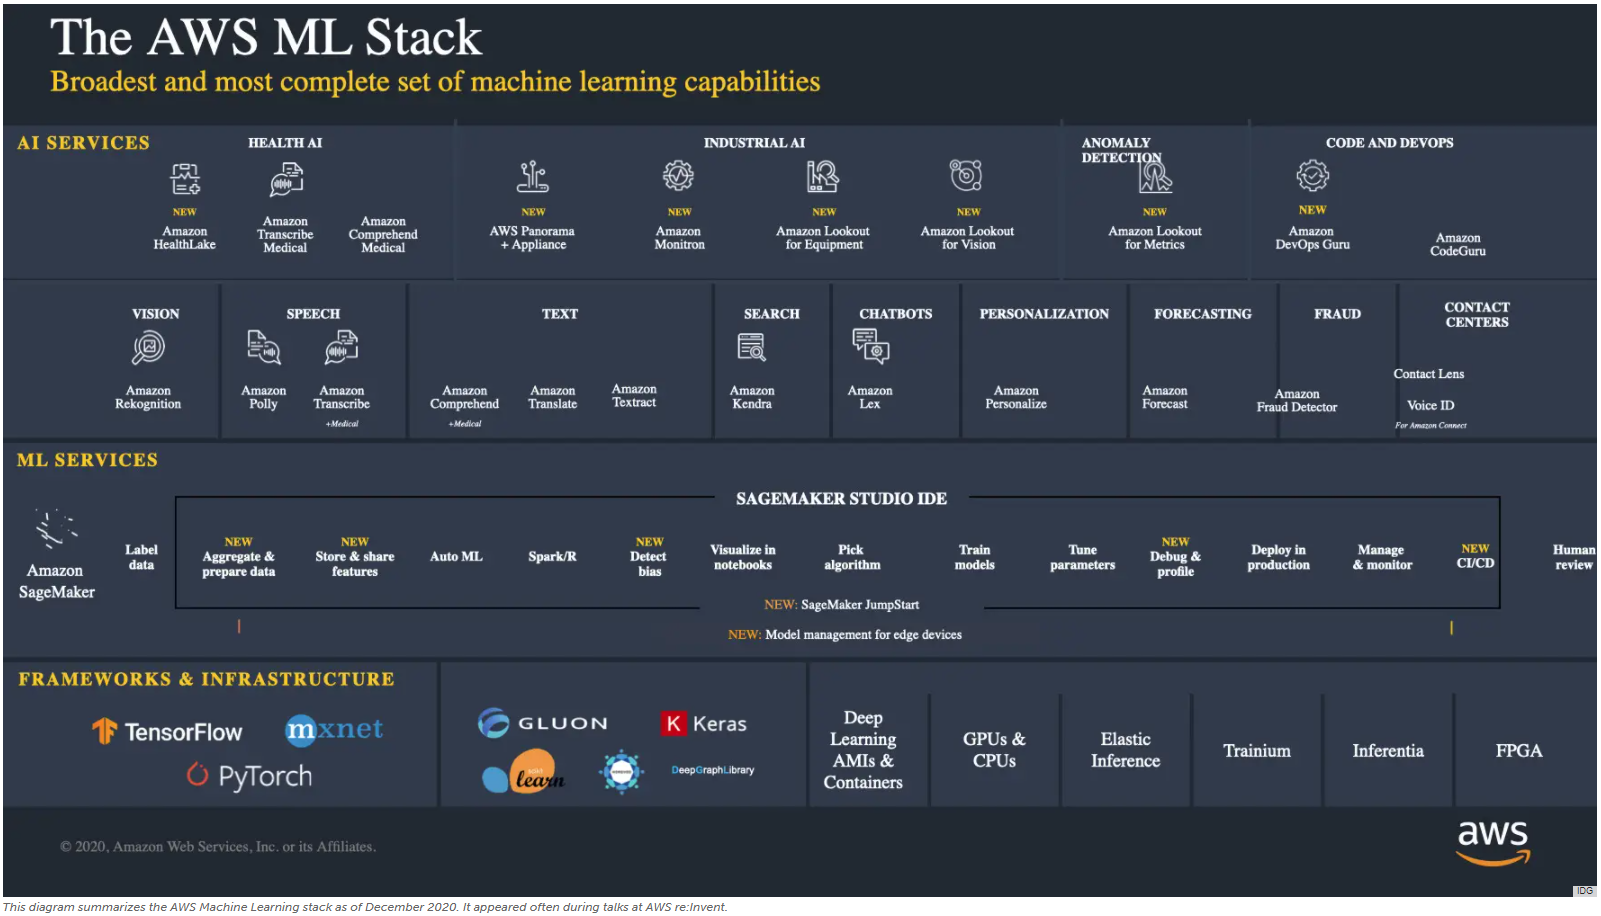 The AWS ML Stack
Broadest and most complete set of machine learning capabilities
AI SERVICES
HEALTH AI
NEW
Amazon
HealthLake
Amazon
Transcribe
Medical
Amazon
Comprehend
Medical
INDUSTRIAL AI
NEW
AWS Panorama
+ Appliance
NEW
Amazon
Monitron
NEW
Amazon Lookout
for Equipment
NEW
Amazon Lookout
for Vision
ANOMALY
DETECTION
NEW
Amazon Lookout
for Metrics
CODE AND DEVOPS
NEW
Amazon
DevOps Guru
Amazon
CodeGuru
VISION
Amazon
Rekognition
SPEECH
Amazon
Polly
Amazon
Transcribe
+Medical
TEXT
Amazon
Comprehend
+Medical
Amazon
Translate
Amazon
Textract
SEARCH
Amazon
Kendra
CHATBOTS
Amazon
Lex
PERSONALIZATION
Amazon
Personalize
FORECASTING
Amazon
Forecast
FRAUD
Amazon
Fraud Detector
CONTACT
CENTERS
Contact Lens
Voice ID
For Amazon Connect
ML SERVICES
Amazon
SageMaker
Label
data
SAGEMAKER STUDIO IDE
NEW
Aggregate &
prepare data
NEW
Store & share
features
Auto ML
Spark/R
NEW
Detect
bias
Visualize in
notebooks
Pick
algorithm
Train
models
Tune
parameters
NEW
Debug &
profile
Deploy in
production
Manage
& monitor
NEW
CI/CD
Human
review
NEW: SageMaker JumpStart
NEW: Model management for edge devices
FRAMEWORKS & INFRASTRUCTURE
TensorFlow
mxnet
PyTorch
GLUON
K Keras
learn
DeepGraphLibrary
Deep
Learning
AMIs &
Containers
GPUs &
CPUs
Elastic
Inference
Trainium
Inferentia
FPGA
© 2020, Amazon Web Services, Inc. or its Affiliates.
aws
IDG
This diagram summarizes the AWS Machine Learning stack as of December 2020. It appeared often during talks at AWS re:Invent.